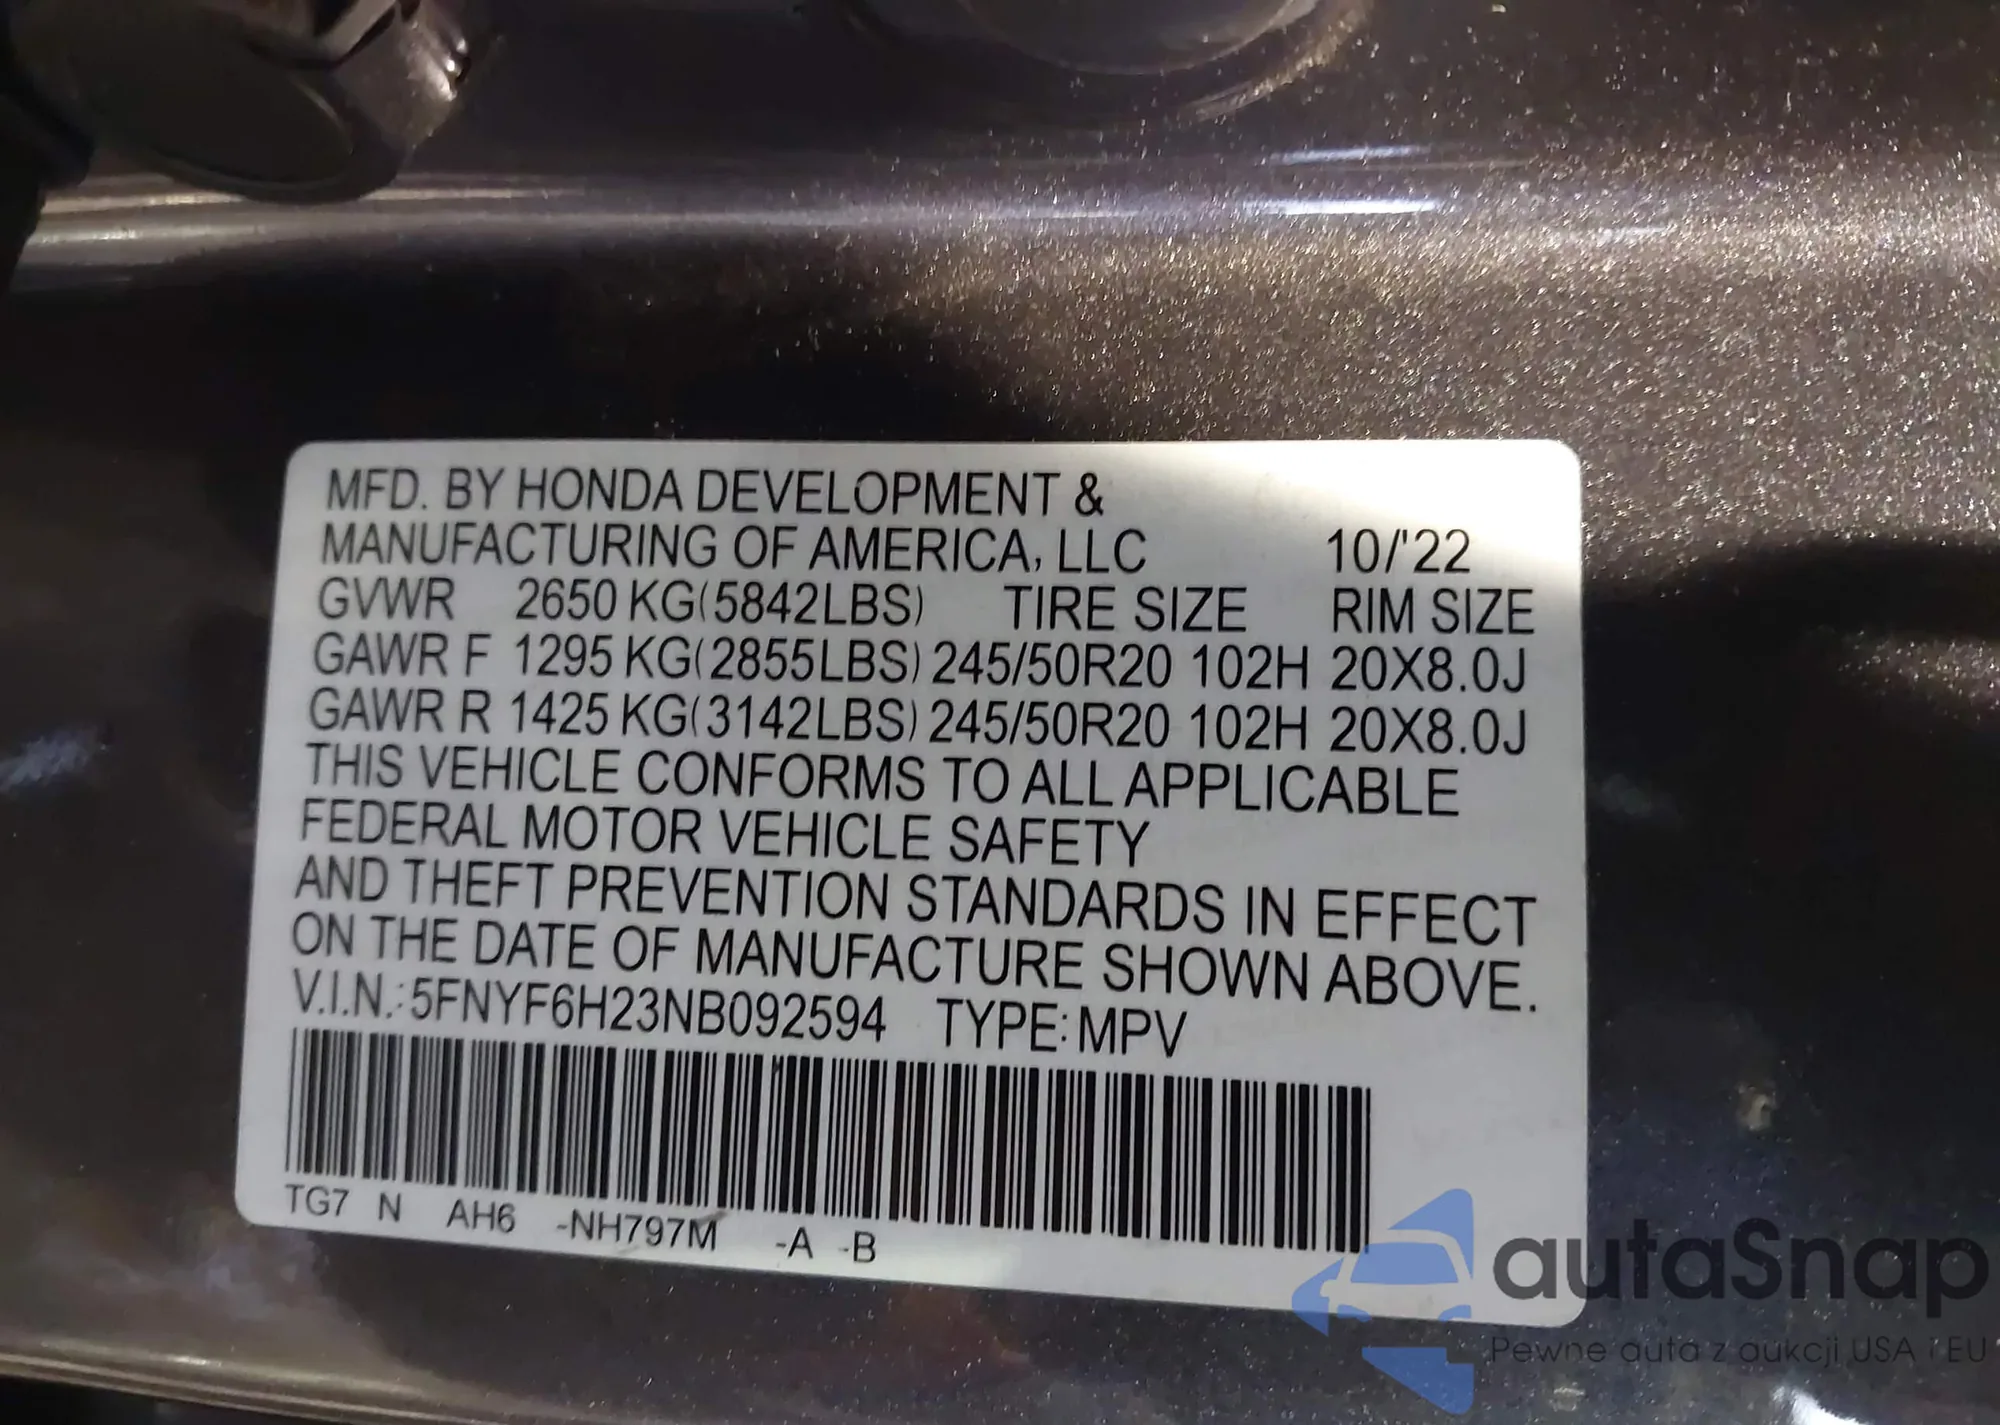 MFD. BY HONDA DEVELOPMENT &
MANUFACTURING OF AMERICA, LLC 10/'22
GVWR 2650 KG(5842LBS) TIRE SIZE RIM SIZE
GAWR F 1295 KG(2855LBS) 245/50R20 102H 20X8.0J
GAWR R 1425 KG(3142LBS) 245/50R20 102H 20X8.0J
THIS VEHICLE CONFORMS TO ALL APPLICABLE
FEDERAL MOTOR VEHICLE SAFETY
AND THEFT PREVENTION STANDARDS IN EFFECT
ON THE DATE OF MANUFACTURE SHOWN ABOVE.
V.I.N.:5FNYF6H23NB092594 TYPE:MPV
TG7 N AH6 -NH797M -A -B
autaSnap
Pewne auta z aukcji USA i EU